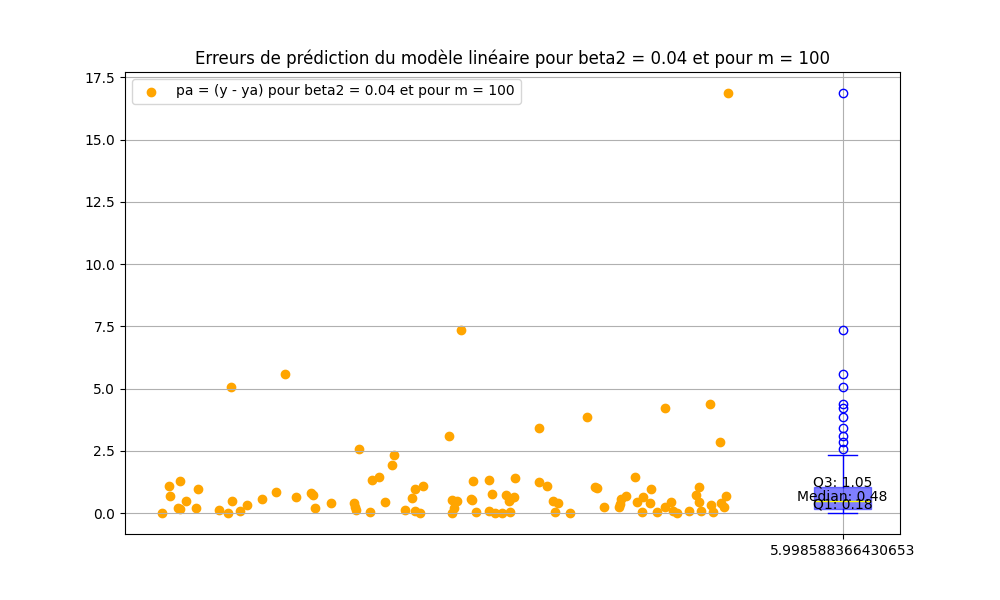 Erreurs de prédiction du modèle linéaire pour beta2 = 0.04 et pour m = 100
pa = (y - ya) pour beta2 = 0.04 et pour m = 100
17.5
15.0
12.5
10.0
7.5
5.0
2.5
0.0
Q3: 1.05
Median: 0.48
Q1: 0.18
5.998588366430653